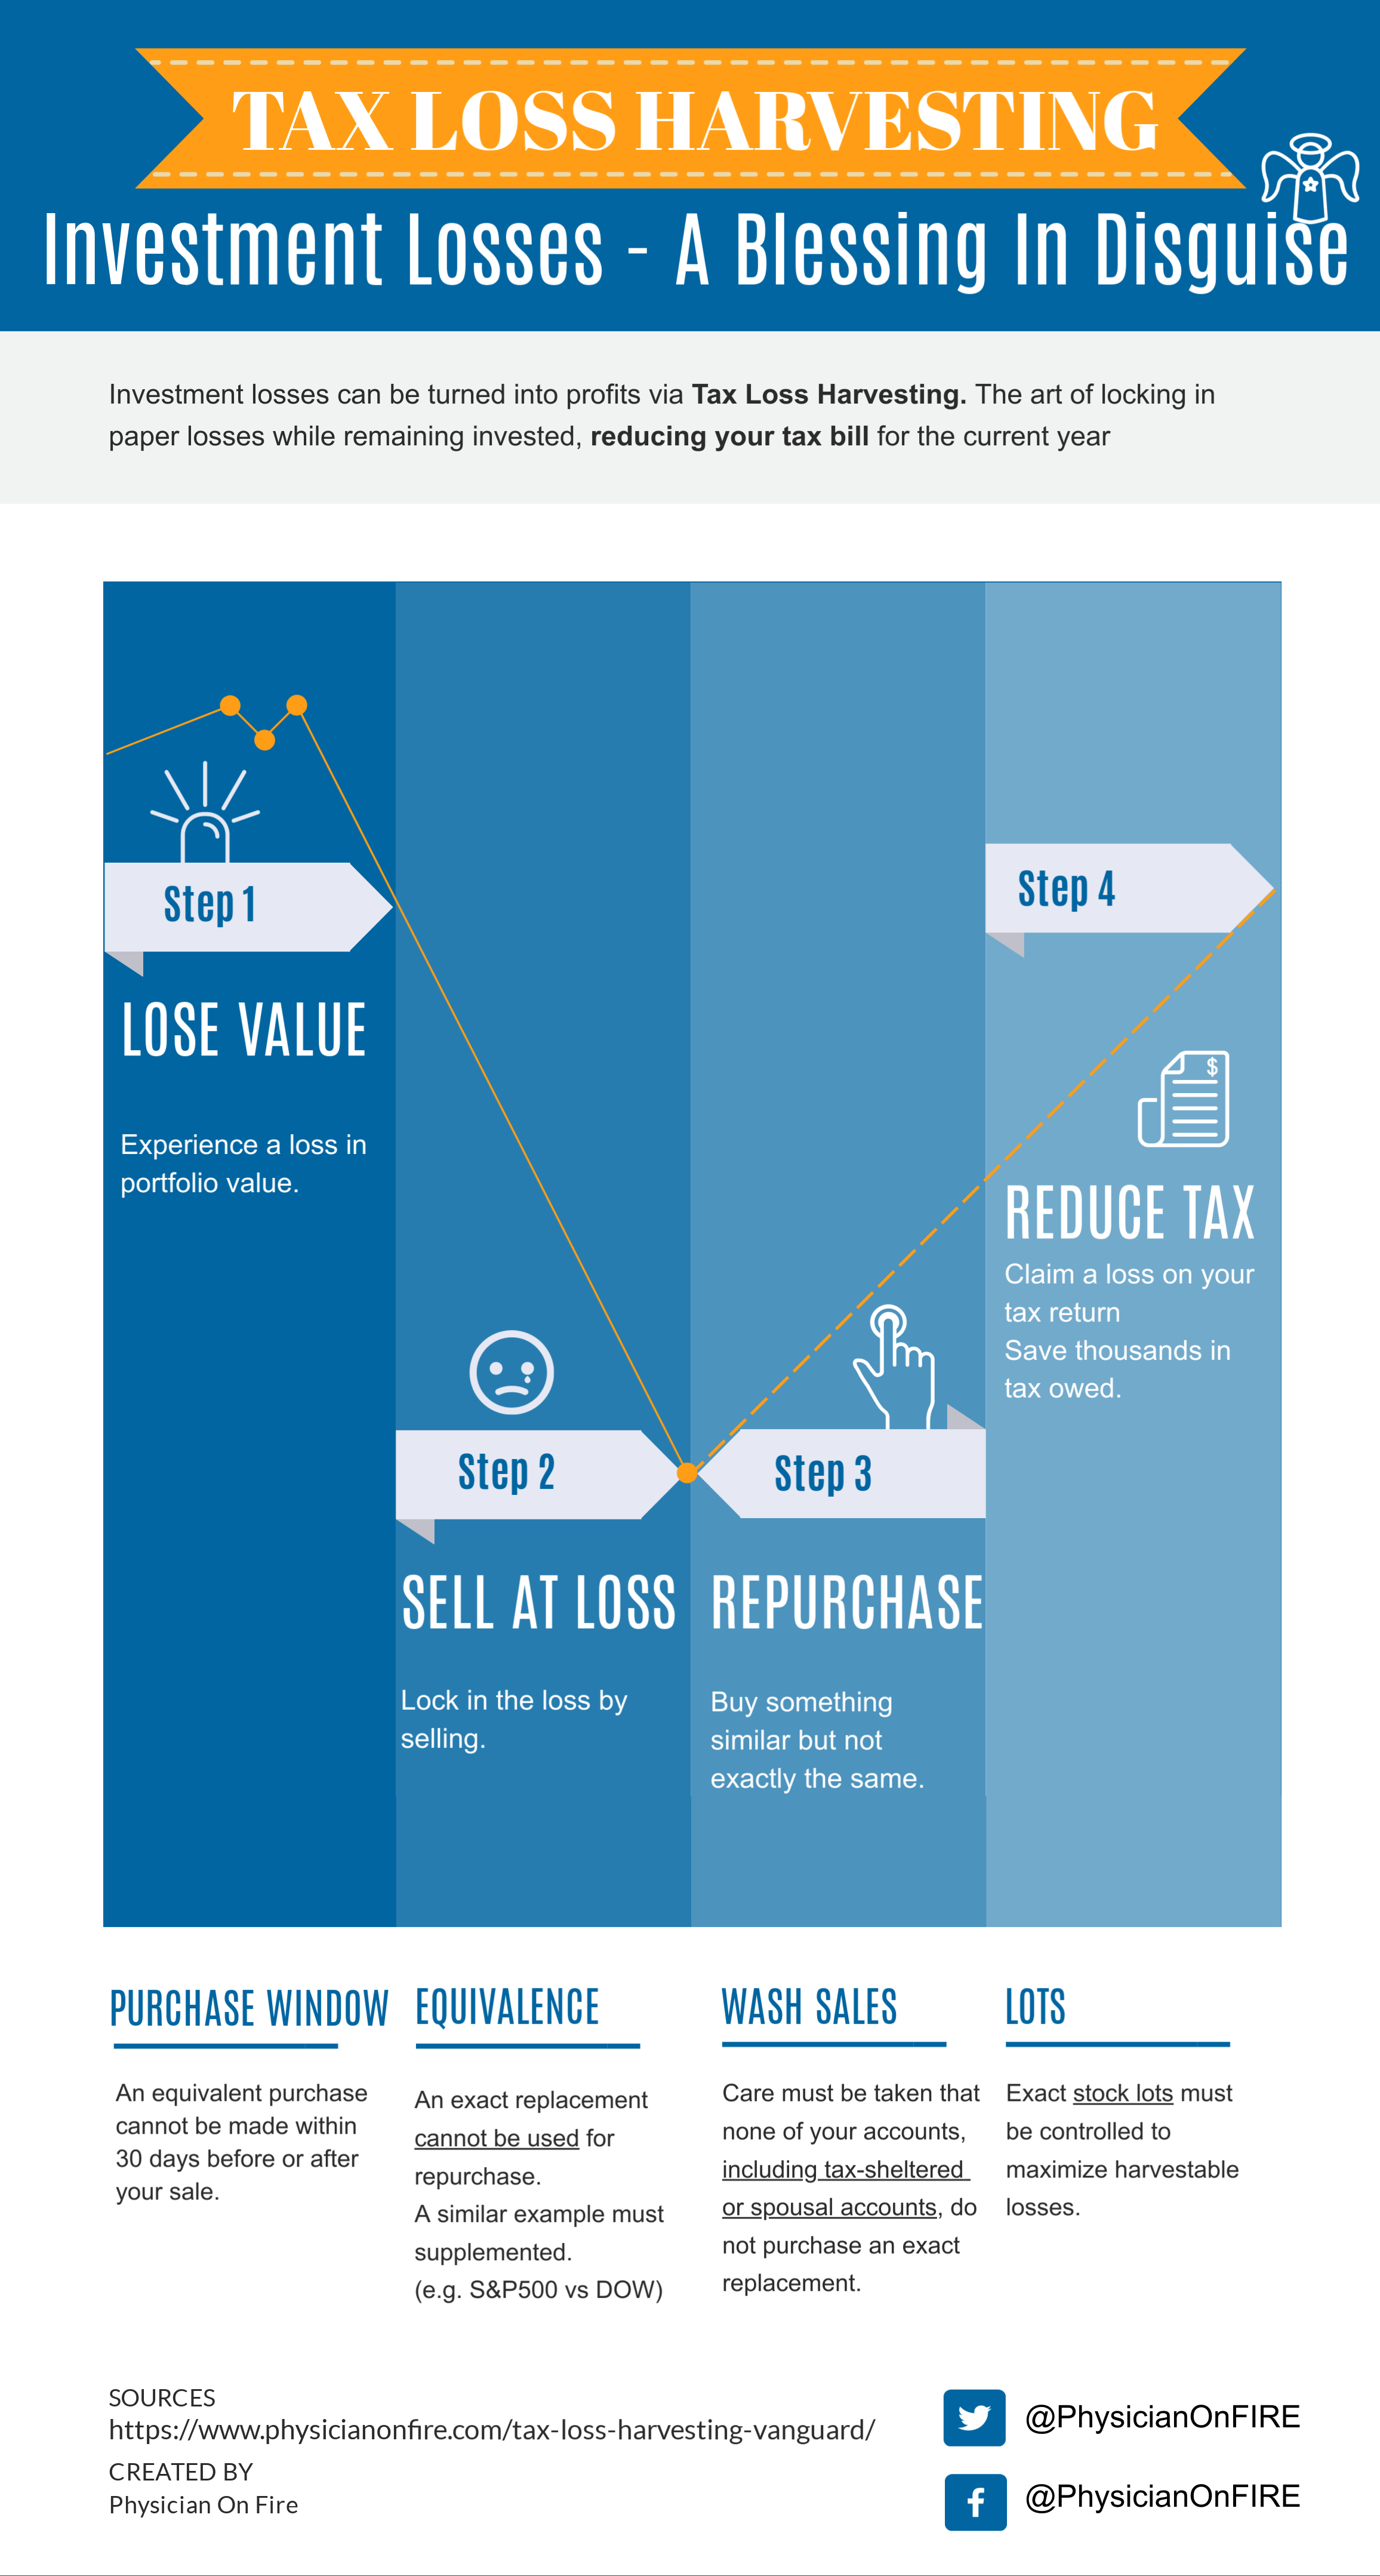 TAX LOSS HARVESTING
Investment Losses - A Blessing In Disguise
Investment losses can be turned into profits via Tax Loss Harvesting. The art of locking in
paper losses while remaining invested, reducing your tax bill for the current year
Step 1
LOSE VALUE
Experience a loss in
portfolio value.
Step 2
SELL AT LOSS
Lock in the loss by
selling.
Step 3
REPURCHASE
Buy something
similar but not
exactly the same.
Step 4
$
REDUCE TAX
Claim a loss on your
tax return
Save thousands in
tax owed.
PURCHASE WINDOW
An equivalent purchase
cannot be made within
30 days before or after
your sale.
EQUIVALENCE
An exact replacement
cannot be used for
repurchase.
A similar example must
supplemented.
(e.g. S&P500 vs DOW)
WASH SALES
Care must be taken that
none of your accounts,
including tax-sheltered
or spousal accounts, do
not purchase an exact
replacement.
LOTS
Exact stock lots must
be controlled to
maximize harvestable
losses.
SOURCES
https://www.physicianonfire.com/tax-loss-harvesting-vanguard/
CREATED BY
Physician On Fire
@PhysicianOnFIRE
@PhysicianOnFIRE